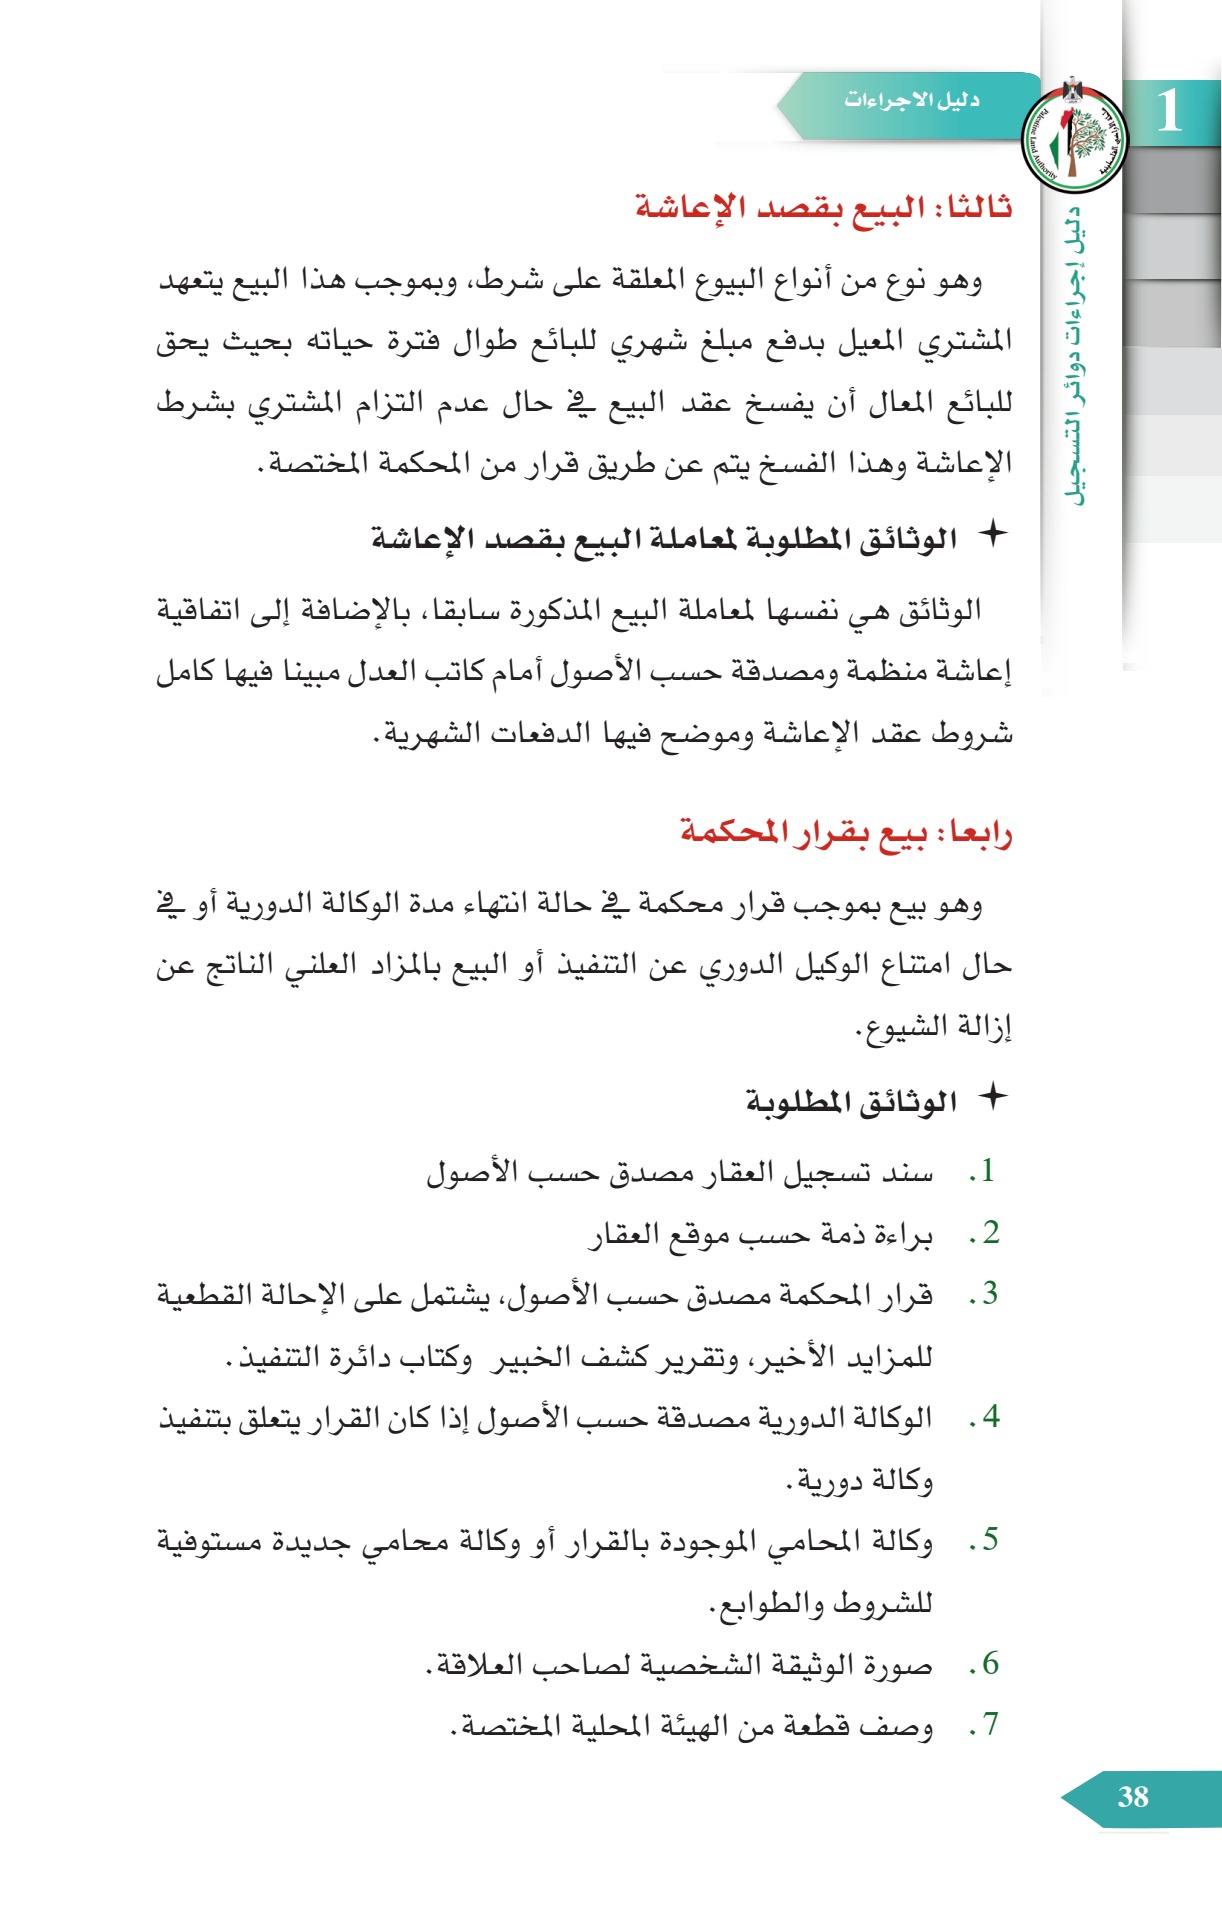 1
دليل الاجراءات
Palestine Land Authority
دليل إجراءات دوائر التسجيل
ثالثا: البيع بقصد الإعاشة
وهو نوع من أنواع البيوع المعلقة على شرط، وبموجب هذا البيع يتعهد
المشتري المعيل بدفع مبلغ شهري للبائع طوال فترة حياته بحيث يحق
للبائع المعال أن يفسخ عقد البيع في حال عدم التزام المشتري بشرط
الإعاشة وهذا الفسخ يتم عن طريق قرار من المحكمة المختصة.
الوثائق المطلوبة لمعاملة البيع بقصد الإعاشة
الوثائق هي نفسها لمعاملة البيع المذكورة سابقا، بالإضافة إلى اتفاقية
إعاشة منظمة ومصدقة حسب الأصول أمام كاتب العدل مبينا فيها كامل
شروط عقد الإعاشة وموضح فيها الدفعات الشهرية.
رابعا: بيع بقرار المحكمة
وهو بيع بموجب قرار محكمة في حالة انتهاء مدة الوكالة الدورية أو في
حال امتناع الوكيل الدوري عن التنفيذ أو البيع بالمزاد العلني الناتج عن
إزالة الشيوع.
الوثائق المطلوبة
1. سند تسجيل العقار مصدق حسب الأصول
2. براءة ذمة حسب موقع العقار
3. قرار المحكمة مصدق حسب الأصول، يشتمل على الإحالة القطعية
للمزايد الأخير، وتقرير كشف الخبير وكتاب دائرة التنفيذ.
4. الوكالة الدورية مصدقة حسب الأصول إذا كان القرار يتعلق بتنفيذ
وكالة دورية.
5. وكالة المحامي الموجودة بالقرار أو وكالة محامي جديدة مستوفية
للشروط والطوابع.
6. صورة الوثيقة الشخصية لصاحب العلاقة.
7. وصف قطعة من الهيئة المحلية المختصة.
38